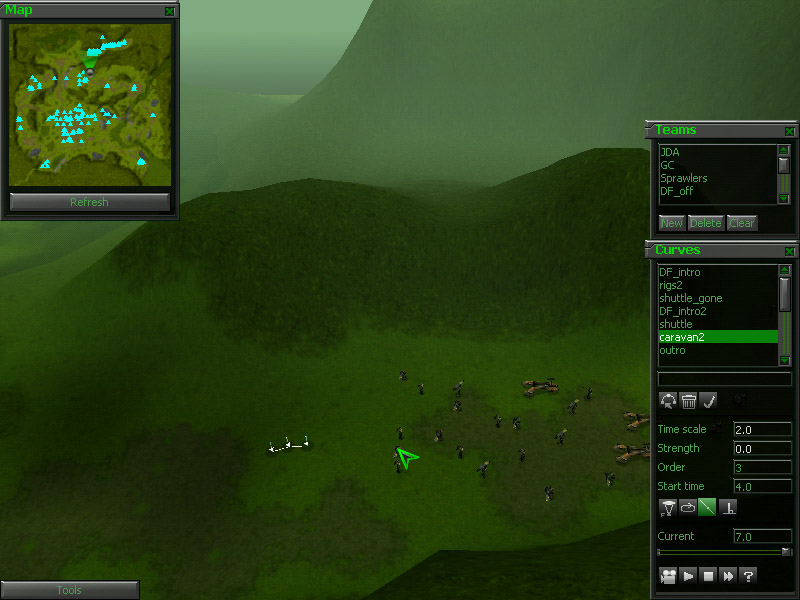 Map
Refresh
Teams
JDA
GC
Sprawlers
DF_off
New Delete Clear
Curves
DF_intro
rigs2
shuttle_gone
DF_intro2
shuttle
caravan2
outro
Time scale 2.0
Strength 0.0
Order 3
Start time 4.0
Current 7.0
?
Tools